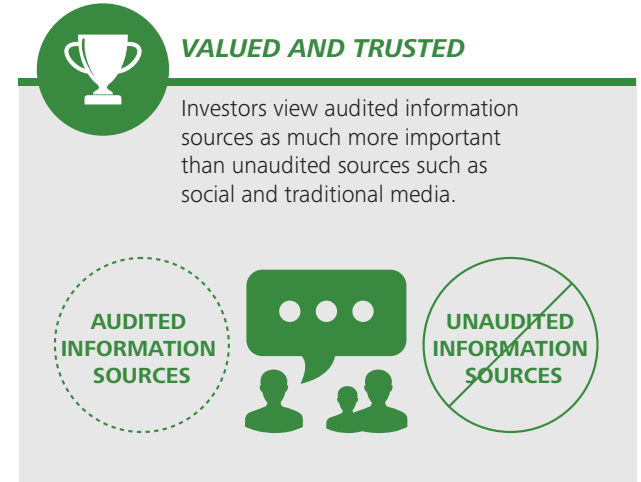 VALUED AND TRUSTED
Investors view audited information
sources as much more important
than unaudited sources such as
social and traditional media.
AUDITED
INFORMATION
SOURCES
UNAUDITED
INFORMATION
SOURCES